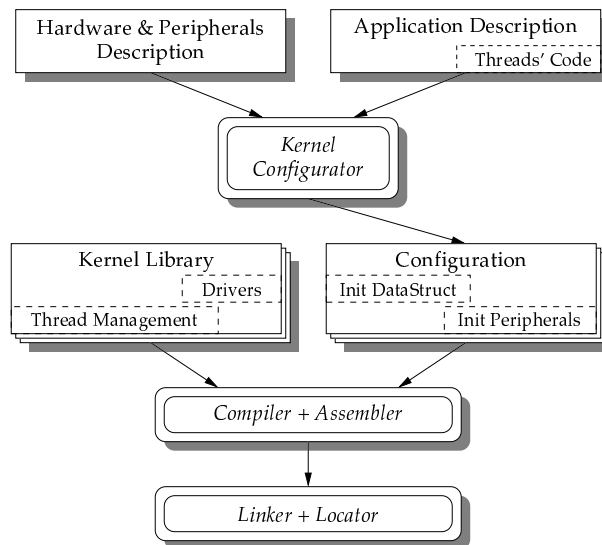 Hardware & Peripherals
Description
Application Description
Threads' Code
Kernel
Configurator
Kernel Library
Drivers
Thread Management
Configuration
Init DataStruct
Init Peripherals
Compiler + Assembler
Linker + Locator